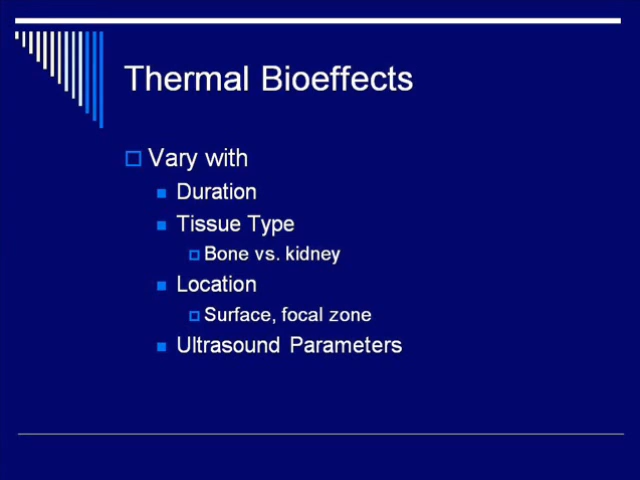 Thermal Bioeffects
Vary with
Duration
Tissue Type
Bone vs. kidney
Location
Surface, focal zone
Ultrasound Parameters